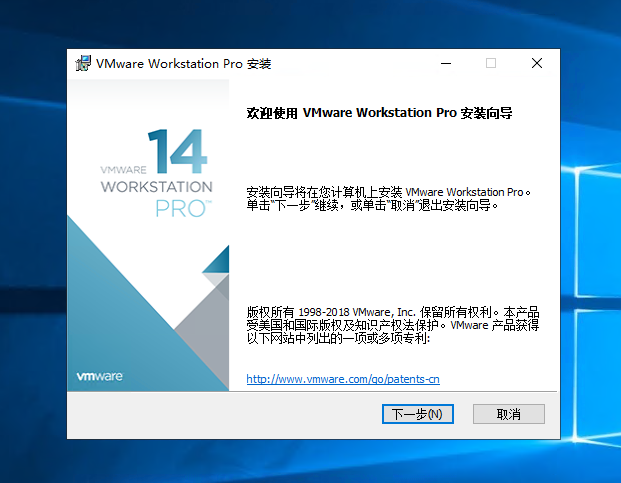 VMware Workstation Pro 安装
14
VMWARE
WORKSTATION
PRO™
vmware
欢迎使用 VMware Workstation Pro 安装向导
安装向导将在您计算机上安装 VMware Workstation Pro。
单击“下一步”继续，或单击“取消”退出安装向导。
版权所有 1998-2018 VMware, Inc. 保留所有权利。本产品
受美国和国际版权及知识产权法保护。VMware 产品获得
以下网站中列出的一项或多项专利:
http://www.vmware.com/go/patents-cn
下一步(N)
取消